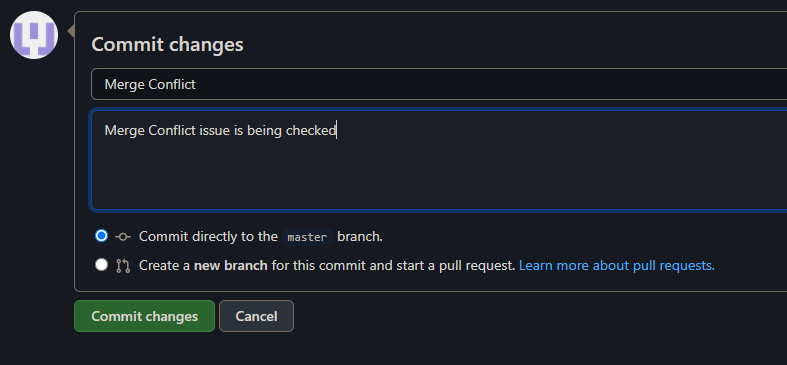 Commit changes
Merge Conflict
Merge Conflict issue is being checked
Commit directly to the master branch.
Create a new branch for this commit and start a pull request. Learn more about pull requests.
Commit changes Cancel